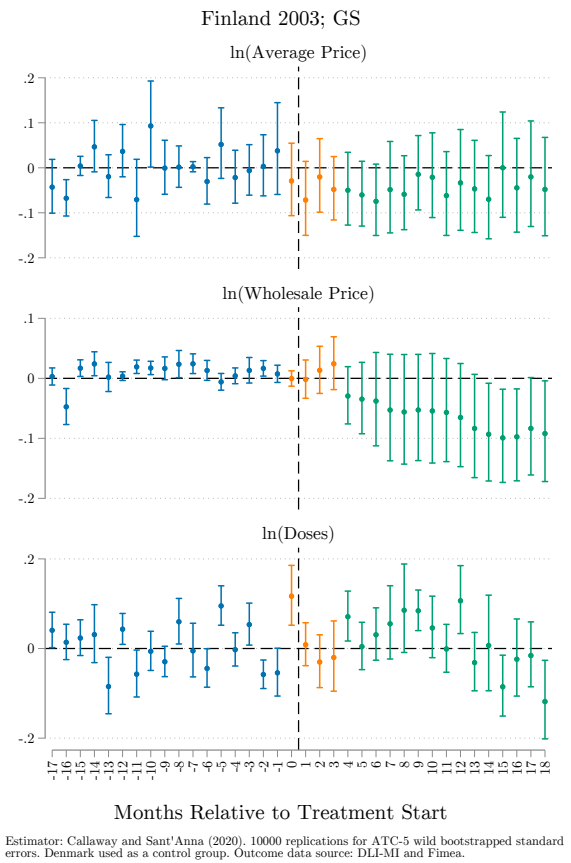 Finland 2003; GS
ln(Average Price)
.2
.1
0
-.1
-.2
ln(Wholesale Price)
.1
0
-.1
-.2
ln(Doses)
.2
0
-.2
-17 -16 -15 -14 -13 -12 -11 -10 -9 -8 -7 -6 -5 -4 -3 -2 -1 0 1 2 3 4 5 6 7 8 9 10 11 12 13 14 15 16 17 18
Months Relative to Treatment Start
Estimator: Callaway and Sant'Anna (2020). 10000 replications for ATC-5 wild bootstrapped standard
errors. Denmark used as a control group. Outcome data source: DLI-MI and Fimea.